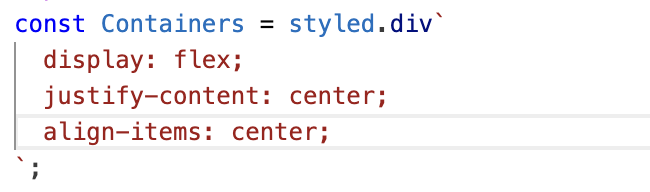 const Containers = styled.div`
  display: flex;
  justify-content: center;
  align-items: center;
`;